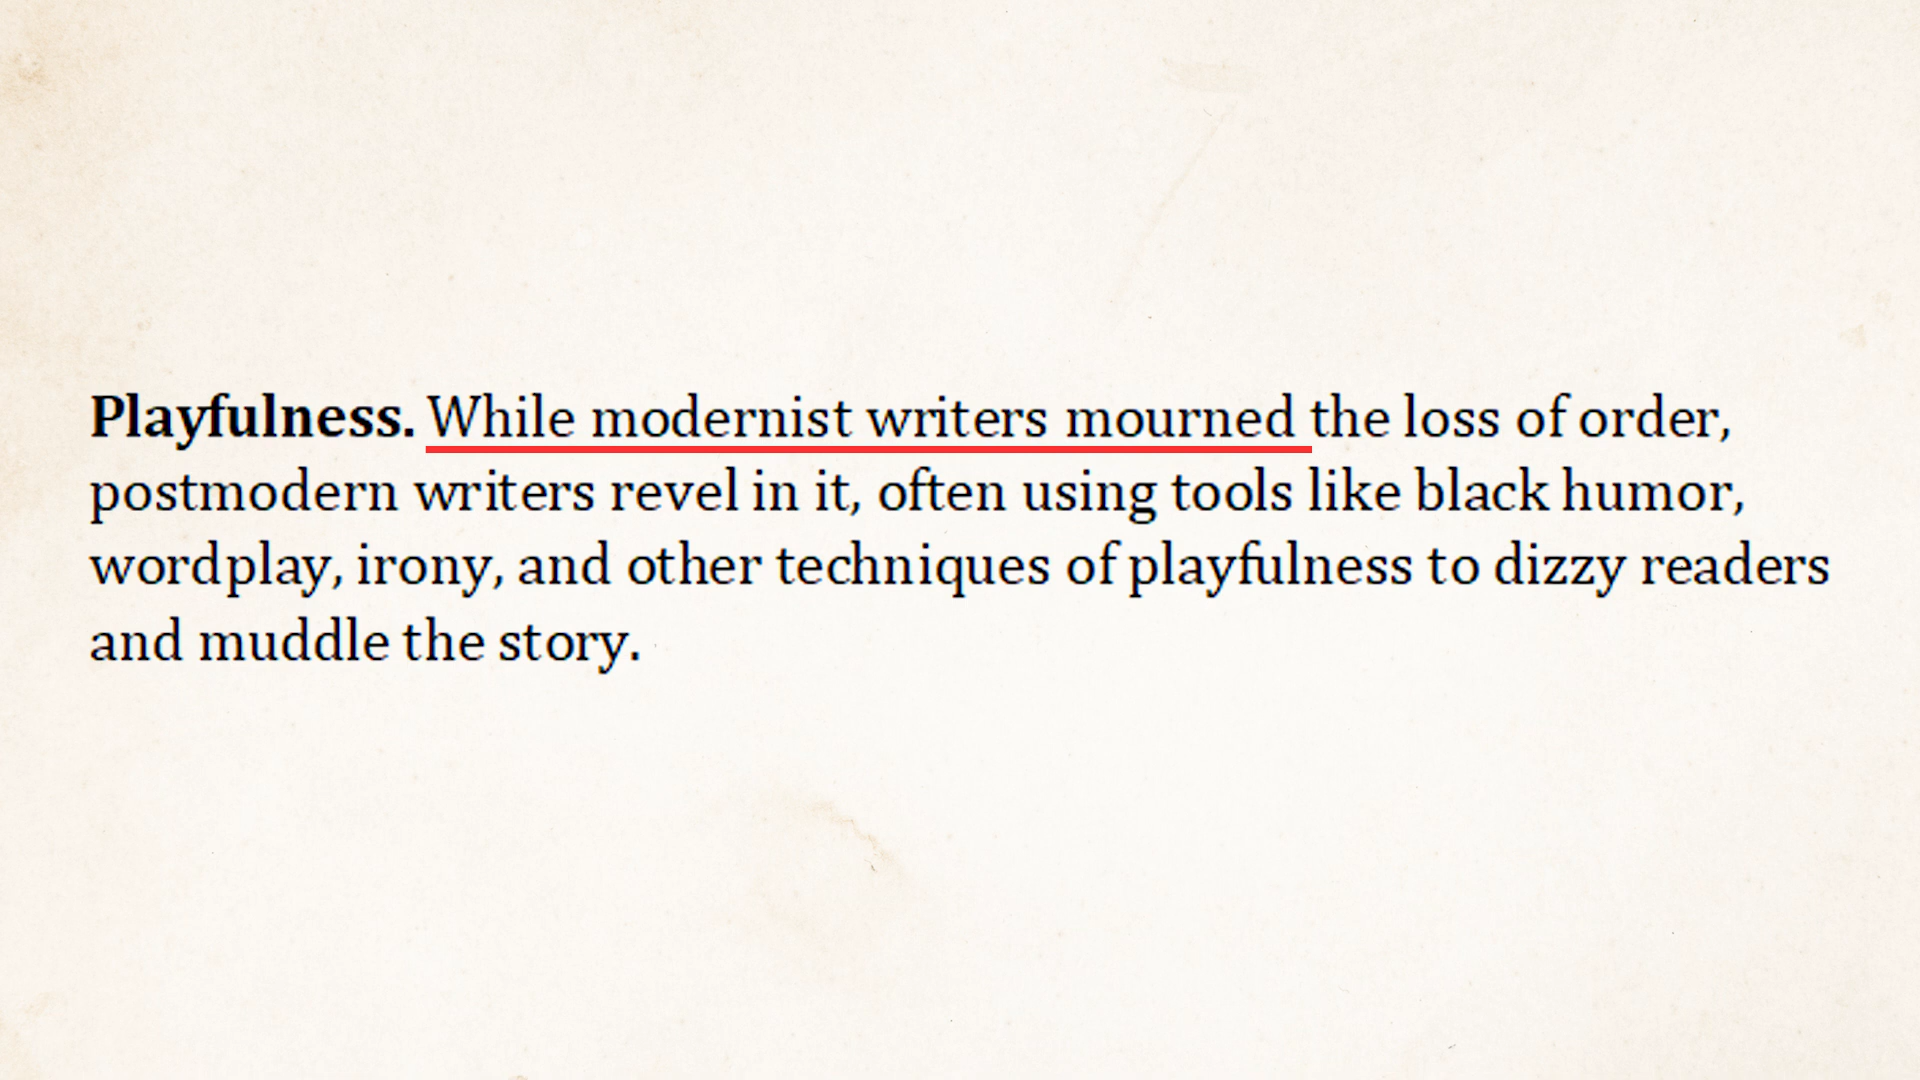 Playfulness. While modernist writers mourned the loss of order,
postmodern writers revel in it, often using tools like black humor,
wordplay, irony, and other techniques of playfulness to dizzy readers
and muddle the story.